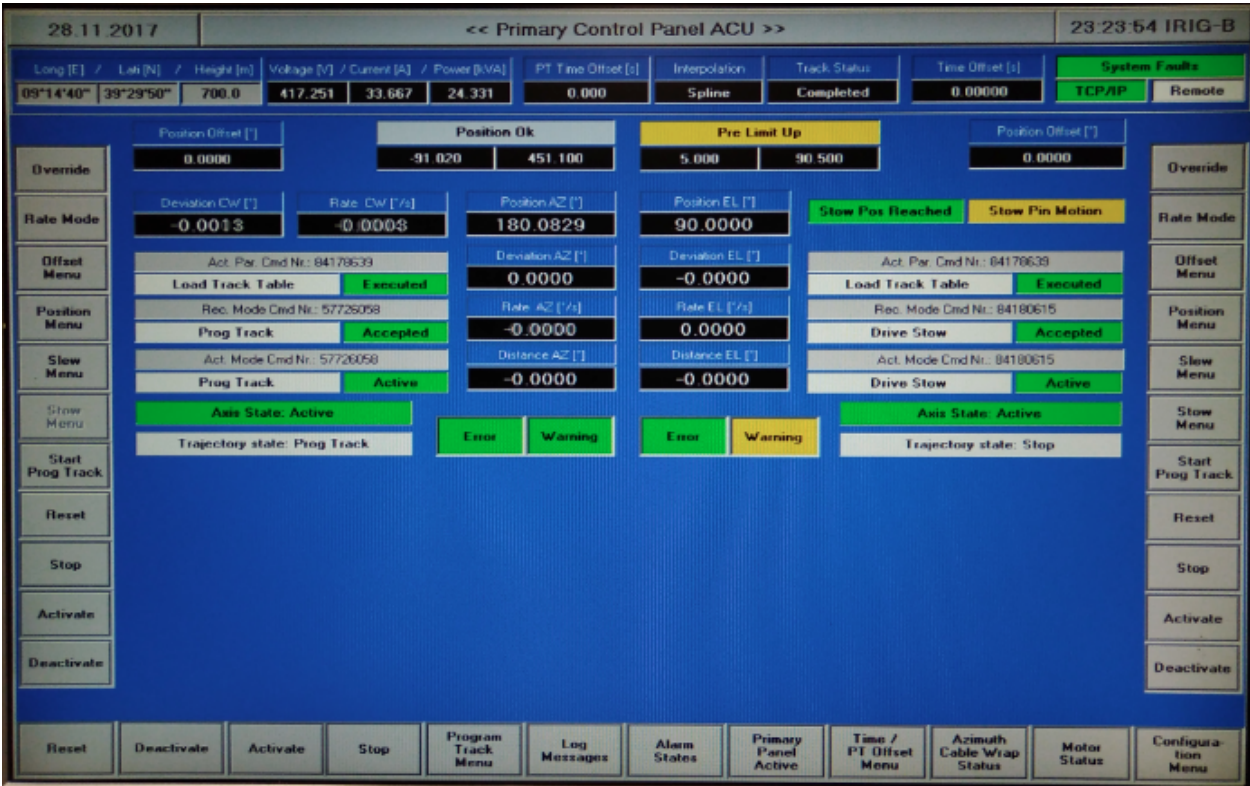 28.11.2017 << Primary Control Panel ACU >> 23:23:54 IRIG-B
Long [E] / Lati [N] / Height [m] Voltage [V] / Current [A] / Power [kVA] PT Time Offset [s] Interpolation Track Status Time Offset [s] System Faults
09°14'40" 39°29'50" 700.0 417.251 33.667 24.331 0.000 Spline Completed 0.00000 TCP/IP Remote
Position Offset [°] Position Ok Pre Limit Up Position Offset [°]
0.0000 -91.020 451.100 5.000 90.500 0.0000
Override Override
Deviation CW [°] Rate CW [°/s] Position AZ [°] Position EL [°]
Rate Mode -0.0013 -0.0003 180.0829 90.0000 Stow Pos Reached Stow Pin Motion Rate Mode
Offset Menu Act. Par. Cmd Nr.: 84178639 Deviation AZ [°] Deviation EL [°] Act. Par. Cmd Nr.: 84178639 Offset Menu
Load Track Table Executed 0.0000 -0.0000 Load Track Table Executed
Position Menu Rec. Mode Cmd Nr.: 57726058 Rate AZ [°/s] Rate EL [°/s] Rec. Mode Cmd Nr.: 84180615 Position Menu
Prog Track Accepted -0.0000 0.0000 Drive Stow Accepted
Slew Menu Act. Mode Cmd Nr.: 57726058 Distance AZ [°] Distance EL [°] Act. Mode Cmd Nr.: 84180615 Slew Menu
Prog Track Active -0.0000 -0.0000 Drive Stow Active
Stow Menu Axis State: Active Axis State: Active Stow Menu
Trajectory state: Prog Track Error Warning Error Warning Trajectory state: Stop
Start Prog Track Start Prog Track
Reset Reset
Stop Stop
Activate Activate
Deactivate Deactivate
Reset Deactivate Activate Stop Program Track Menu Log Messages Alarm States Primary Panel Active Time / PT Offset Menu Azimuth Cable Wrap Status Motor Status Configura-tion Menu